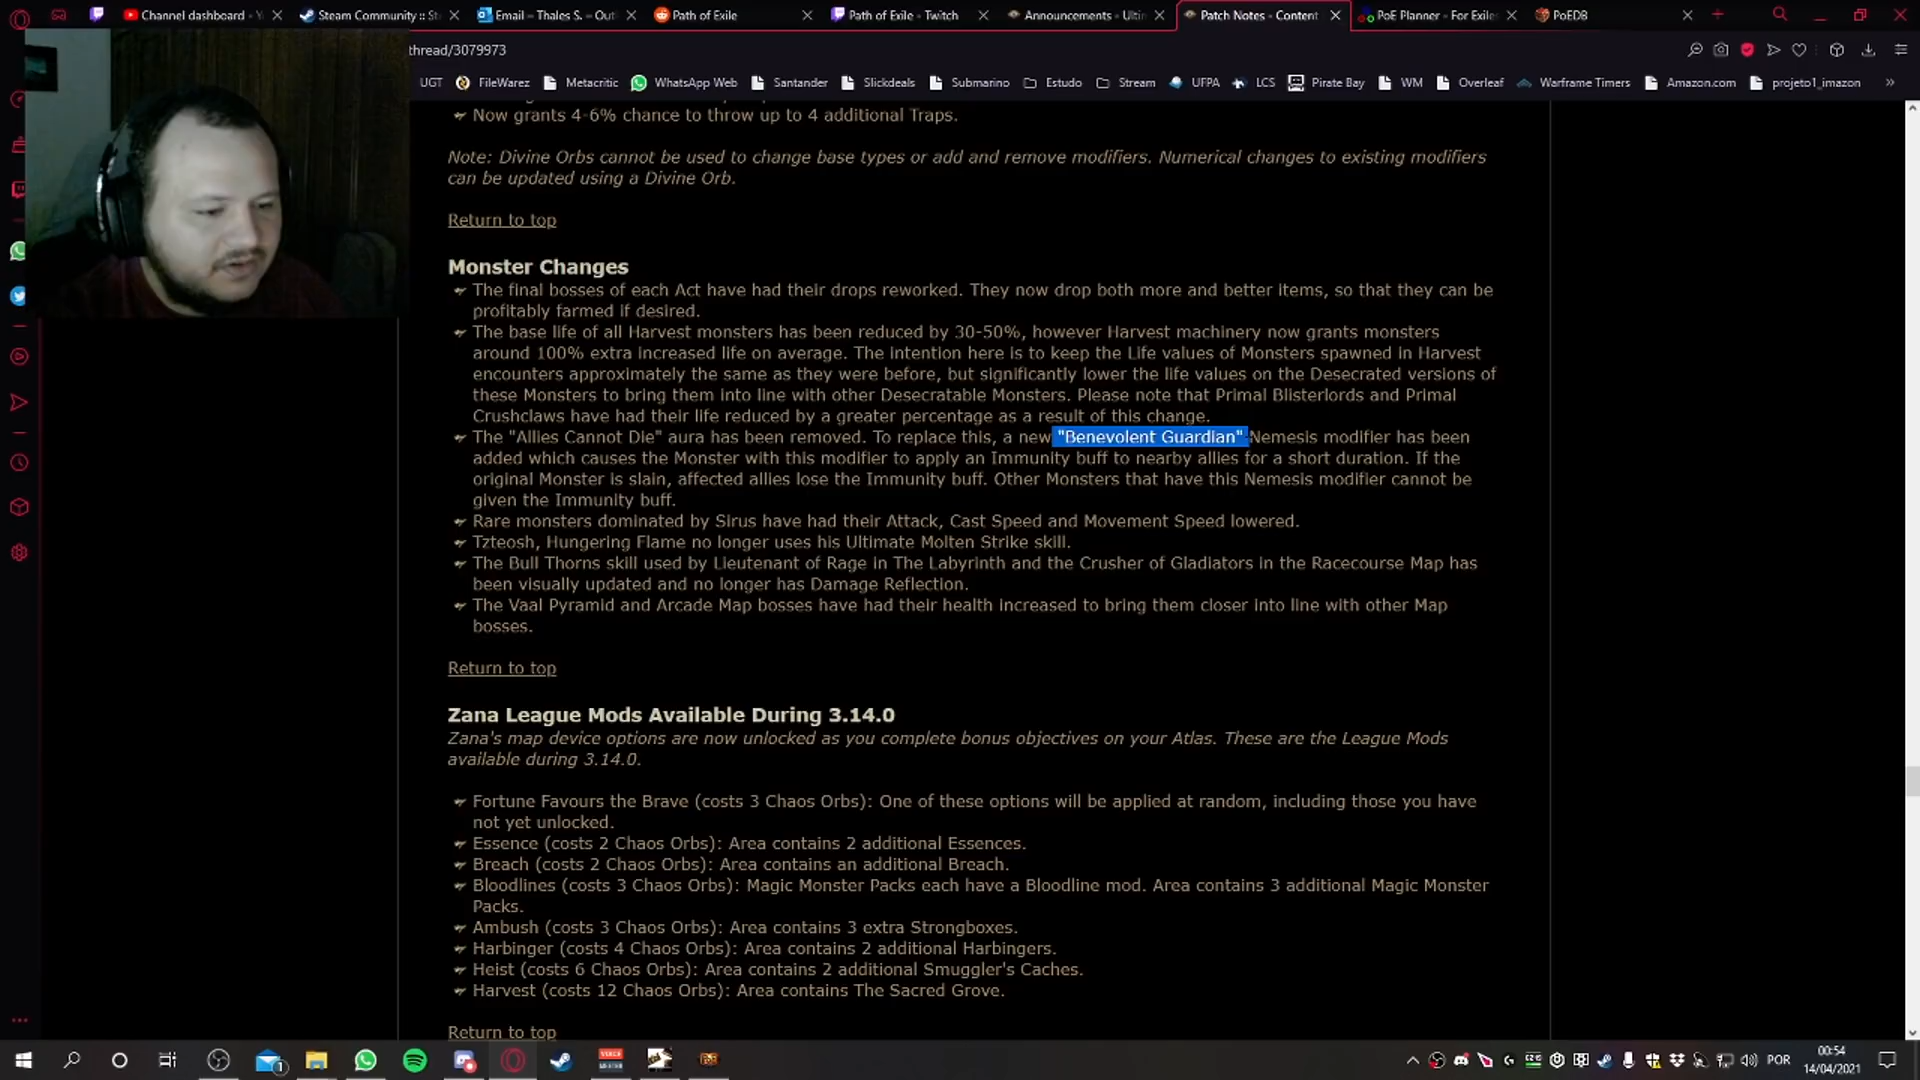 Channel dashboard - Y
Steam Community :: St
Email – Thales S. – Outl
Path of Exile
Path of Exile - Twitch
Announcements - Ultim
Patch Notes - Content
PoE Planner - For Exile
PoEDB
thread/3079973
UGT
FileWarez
Metacritic
WhatsApp Web
Santander
Slickdeals
Submarino
Estudo
Stream
UFPA
LCS
Pirate Bay
WM
Overleaf
Warframe Timers
Amazon.com
projeto1_imazon
Now grants 4-6% chance to throw up to 4 additional Traps.
Note: Divine Orbs cannot be used to change base types or add and remove modifiers. Numerical changes to existing modifiers
can be updated using a Divine Orb.
Return to top
Monster Changes
The final bosses of each Act have had their drops reworked. They now drop both more and better items, so that they can be
profitably farmed if desired.
The base life of all Harvest monsters has been reduced by 30-50%, however Harvest machinery now grants monsters
around 100% extra increased life on average. The intention here is to keep the Life values of Monsters spawned in Harvest
encounters approximately the same as they were before, but significantly lower the life values on the Desecrated versions of
these Monsters to bring them into line with other Desecratable Monsters. Please note that Primal Blisterlords and Primal
Crushclaws have had their life reduced by a greater percentage as a result of this change.
The "Allies Cannot Die" aura has been removed. To replace this, a new "Benevolent Guardian" Nemesis modifier has been
added which causes the Monster with this modifier to apply an Immunity buff to nearby allies for a short duration. If the
original Monster is slain, affected allies lose the Immunity buff. Other Monsters that have this Nemesis modifier cannot be
given the Immunity buff.
Rare monsters dominated by Sirus have had their Attack, Cast Speed and Movement Speed lowered.
Tzteosh, Hungering Flame no longer uses his Ultimate Molten Strike skill.
The Bull Thorns skill used by Lieutenant of Rage in The Labyrinth and the Crusher of Gladiators in the Racecourse Map has
been visually updated and no longer has Damage Reflection.
The Vaal Pyramid and Arcade Map bosses have had their health increased to bring them closer into line with other Map
bosses.
Return to top
Zana League Mods Available During 3.14.0
Zana's map device options are now unlocked as you complete bonus objectives on your Atlas. These are the League Mods
available during 3.14.0.
Fortune Favours the Brave (costs 3 Chaos Orbs): One of these options will be applied at random, including those you have
not yet unlocked.
Essence (costs 2 Chaos Orbs): Area contains 2 additional Essences.
Breach (costs 2 Chaos Orbs): Area contains an additional Breach.
Bloodlines (costs 3 Chaos Orbs): Magic Monster Packs each have a Bloodline mod. Area contains 3 additional Magic Monster
Packs.
Ambush (costs 3 Chaos Orbs): Area contains 3 extra Strongboxes.
Harbinger (costs 4 Chaos Orbs): Area contains 2 additional Harbingers.
Heist (costs 6 Chaos Orbs): Area contains 2 additional Smuggler's Caches.
Harvest (costs 12 Chaos Orbs): Area contains The Sacred Grove.
Return to top
POR
00:54
14/04/2021